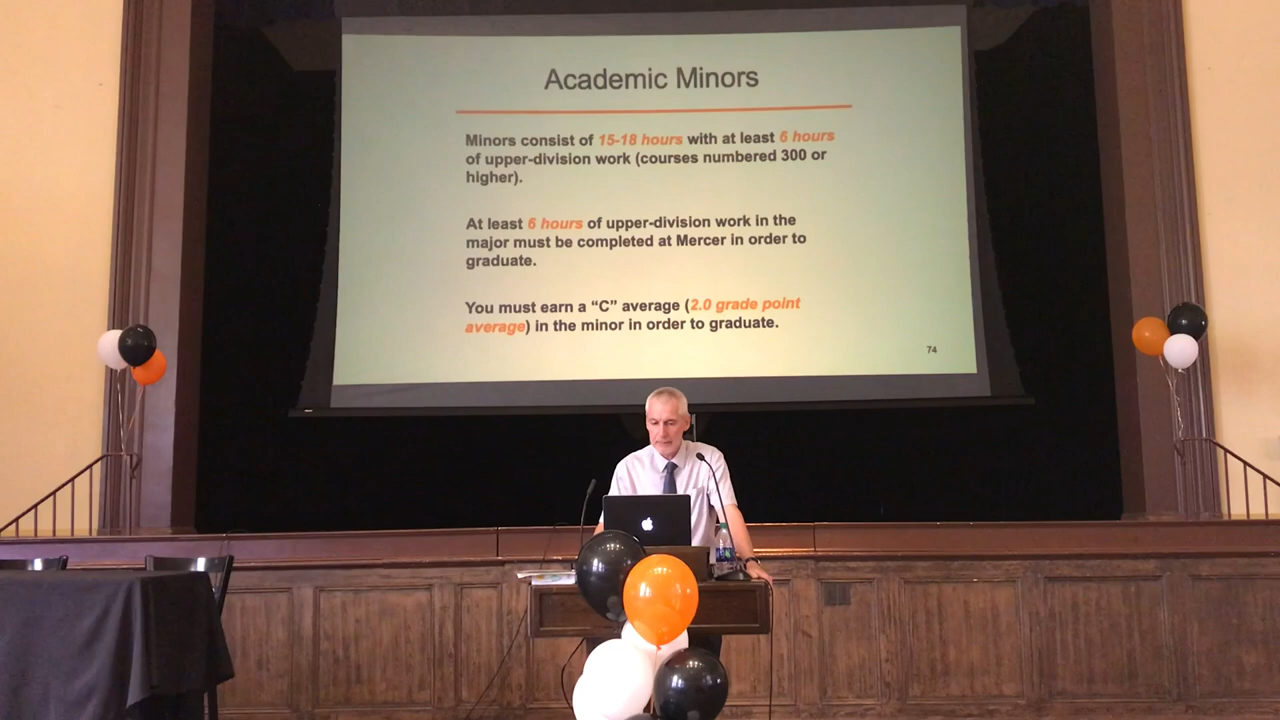 Academic Minors
Minors consist of 15-18 hours with at least 6 hours
of upper-division work (courses numbered 300 or
higher).
At least 6 hours of upper-division work in the
major must be completed at Mercer in order to
graduate.
You must earn a “C” average (2.0 grade point
average) in the minor in order to graduate.
74